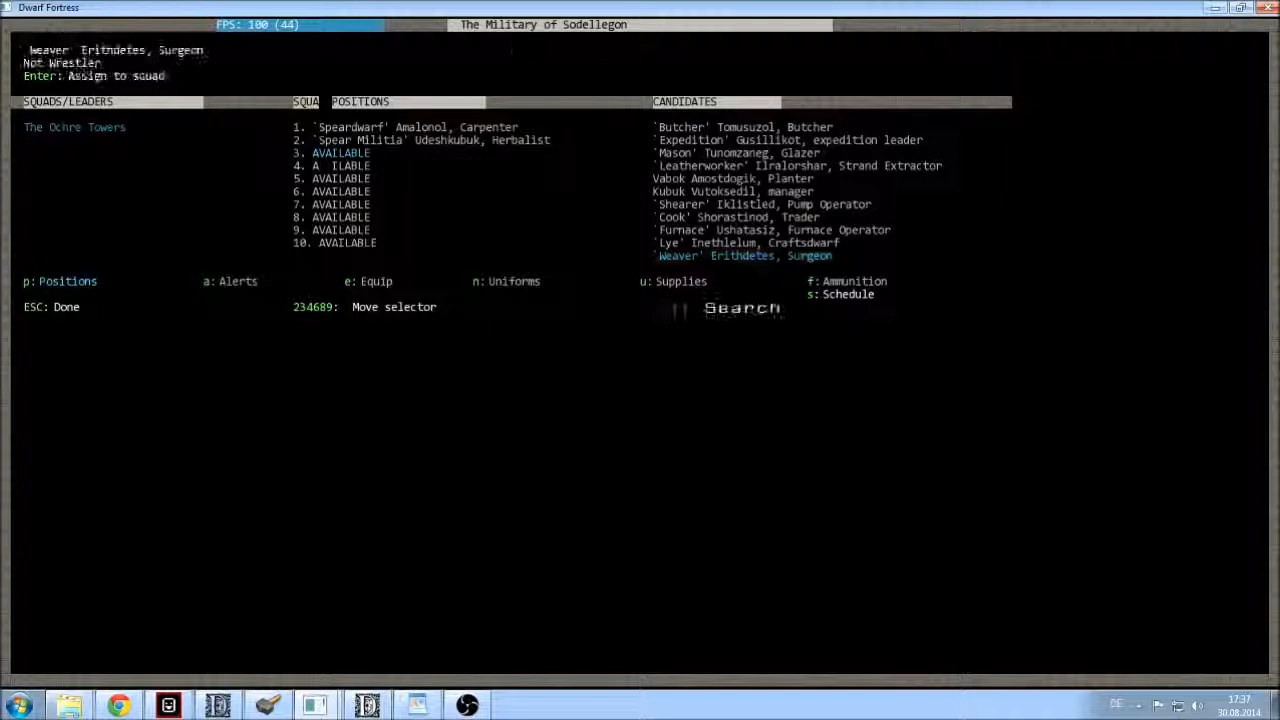 Dwarf Fortress
FPS: 100 (44) The Military of Sodellegon
Weaver Erithdetes, Surgeon
Not Wrestler
Enter: Assign to squad
SQUADS/LEADERS SQUA POSITIONS CANDIDATES
The Ochre Towers 1. `Speardwarf' Amalonol, Carpenter `Butcher' Tomusuzol, Butcher
2. `Spear Militia' Udeshkubuk, Herbalist `Expedition' Gusillikot, expedition leader
3. AVAILABLE `Mason' Tunomzaneg, Glazer
4. A ILABLE `Leatherworker' Ilralorshar, Strand Extractor
5. AVAILABLE Vabok Amostdogik, Planter
6. AVAILABLE Kubuk Vutoksedil, manager
7. AVAILABLE `Shearer' Iklistled, Pump Operator
8. AVAILABLE `Cook' Shorastinod, Trader
9. AVAILABLE `Furnace' Ushatasiz, Furnace Operator
10. AVAILABLE `Lye' Inethlelum, Craftsdwarf
`Weaver' Erithdetes, Surgeon
p: Positions a: Alerts e: Equip n: Uniforms u: Supplies f: Ammunition
s: Schedule
ESC: Done 234689: Move selector Search
DE 17:37
30.08.2014